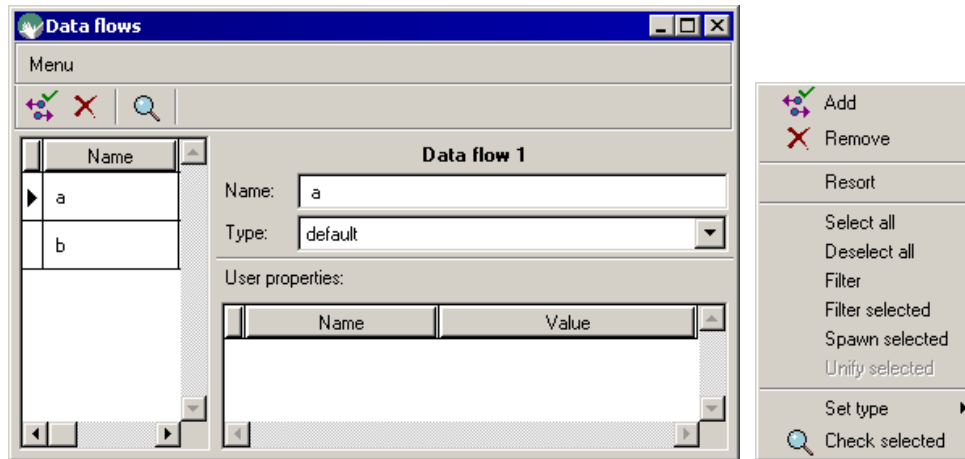 Data flows
Menu
Name
a
b
Data flow 1
Name: a
Type: default
User properties:
Name Value
Add
Remove
Resort
Select all
Deselect all
Filter
Filter selected
Spawn selected
Unify selected
Set type
Check selected